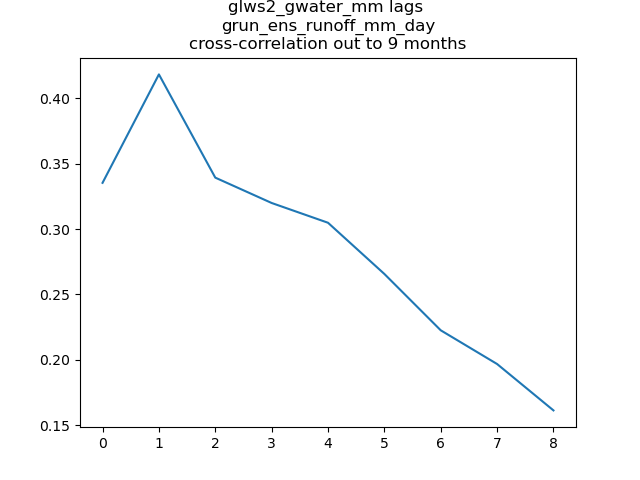 glws2_gwater_mm lags
grun_ens_runoff_mm_day
cross-correlation out to 9 months
0.40
0.35
0.30
0.25
0.20
0.15
0 1 2 3 4 5 6 7 8